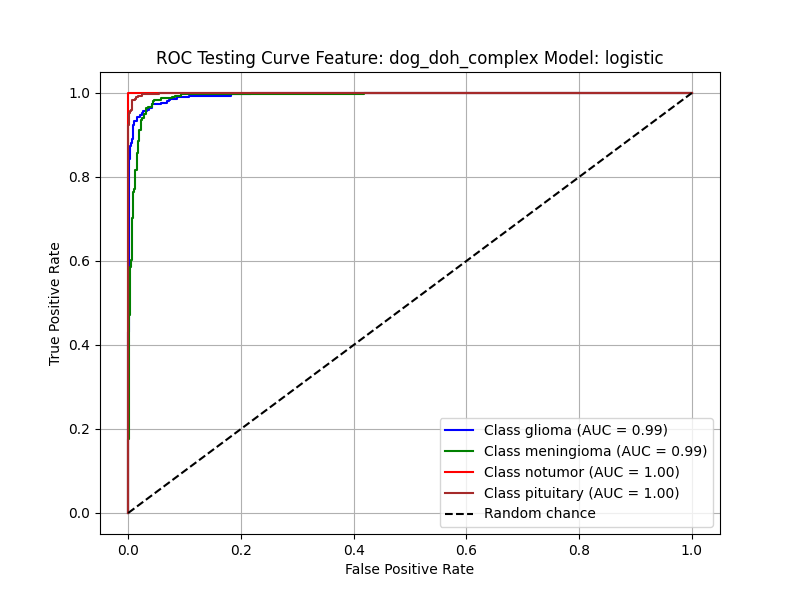 ROC Testing Curve Feature: dog_doh_complex Model: logistic
True Positive Rate
1.0
0.8
0.6
0.4
0.2
0.0
Class glioma (AUC = 0.99)
Class meningioma (AUC = 0.99)
Class notumor (AUC = 1.00)
Class pituitary (AUC = 1.00)
Random chance
0.0 0.2 0.4 0.6 0.8 1.0
False Positive Rate